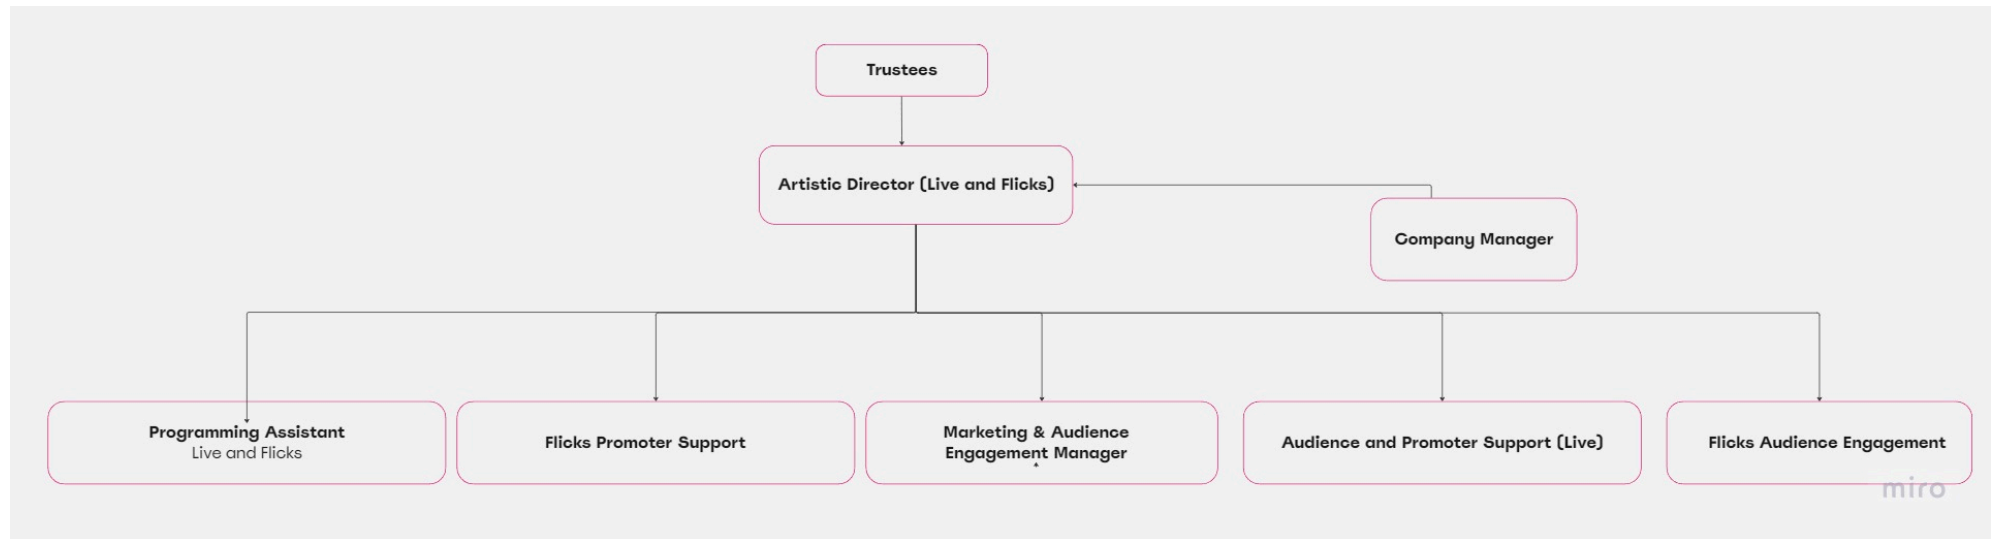 Trustees
Artistic Director (Live and Flicks)
Company Manager
Programming Assistant
Live and Flicks
Flicks Promoter Support
Marketing & Audience
Engagement Manager
Audience and Promoter Support (Live)
Flicks Audience Engagement
miro